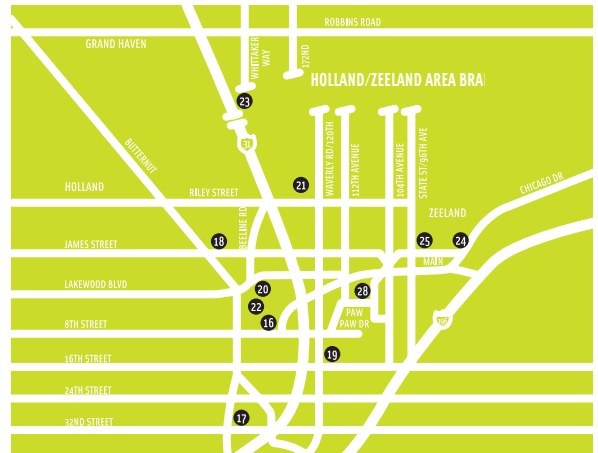 ROBBINS ROAD
GRAND HAVEN
WHITTAKER
WAY
172ND
HOLLAND/ZEELAND AREA BRA
23
31
BUTTERNUT
WAVERLY RD/120TH
112TH AVENUE
104TH AVENUE
STATE ST/ 96TH AVE
CHICAGO DR
21
HOLLAND
RILEY STREET
ZEELAND
BEELINE RD
18
25
24
JAMES STREET
MAIN
LAKEWOOD BLVD
20
28
22
PAW
PAW DR
16
8TH STREET
196
19
16TH STREET
24TH STREET
17
32ND STREET